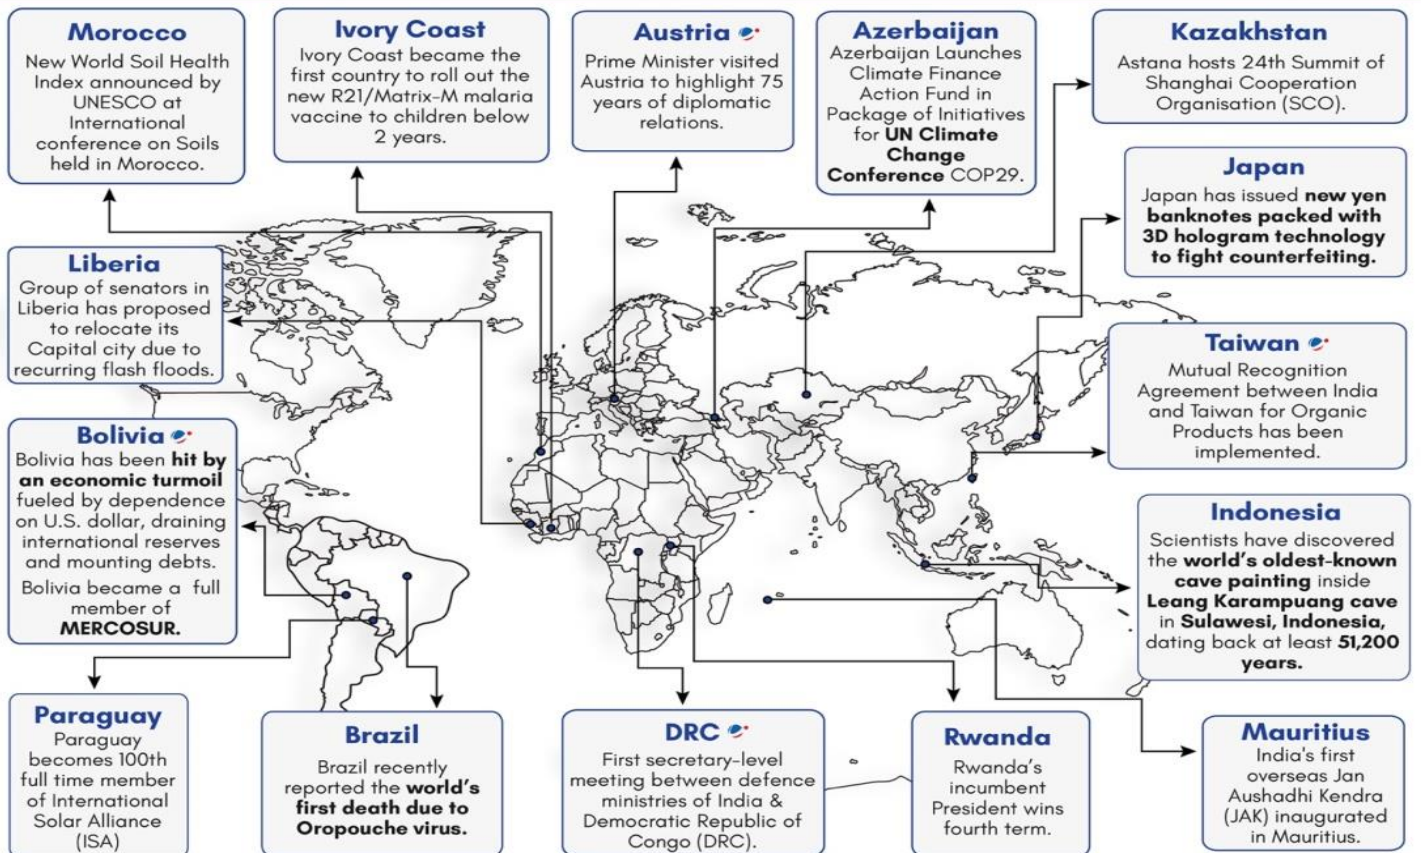 Morocco
New World Soil Health
Index announced by
UNESCO at
International
conference on Soils
held in Morocco.
Ivory Coast
Ivory Coast became the
first country to roll out the
new R21/Matrix-M malaria
vaccine to children below
2 years.
Austria
Prime Minister visited
Austria to highlight 75
years of diplomatic
relations.
Azerbaijan
Azerbaijan Launches
Climate Finance
Action Fund in
Package of Initiatives
for UN Climate
Change
Conference COP29.
Kazakhstan
Astana hosts 24th Summit of
Shanghai Cooperation
Organisation (SCO).
Japan
Japan has issued new yen
banknotes packed with
3D hologram technology
to fight counterfeiting.
Liberia
Group of senators in
Liberia has proposed
to relocate its
Capital city due to
recurring flash floods.
Taiwan
Mutual Recognition
Agreement between India
and Taiwan for Organic
Products has been
implemented.
Bolivia
Bolivia has been hit by
an economic turmoil
fueled by dependence
on U.S. dollar, draining
international reserves
and mounting debts.
Bolivia became a full
member of
MERCOSUR.
Indonesia
Scientists have discovered
the world's oldest-known
cave painting inside
Leang Karampuang cave
in Sulawesi, Indonesia,
dating back at least 51,200
years.
Paraguay
Paraguay
becomes 100th
full time member
of International
Solar Alliance
(ISA)
Brazil
Brazil recently
reported the world's
first death due to
Oropouche virus.
DRC
First secretary-level
meeting between defence
ministries of India &
Democratic Republic of
Congo (DRC).
Rwanda
Rwanda's
incumbent
President wins
fourth term.
Mauritius
India's first
overseas Jan
Aushadhi Kendra
(JAK) inaugurated
in Mauritius.